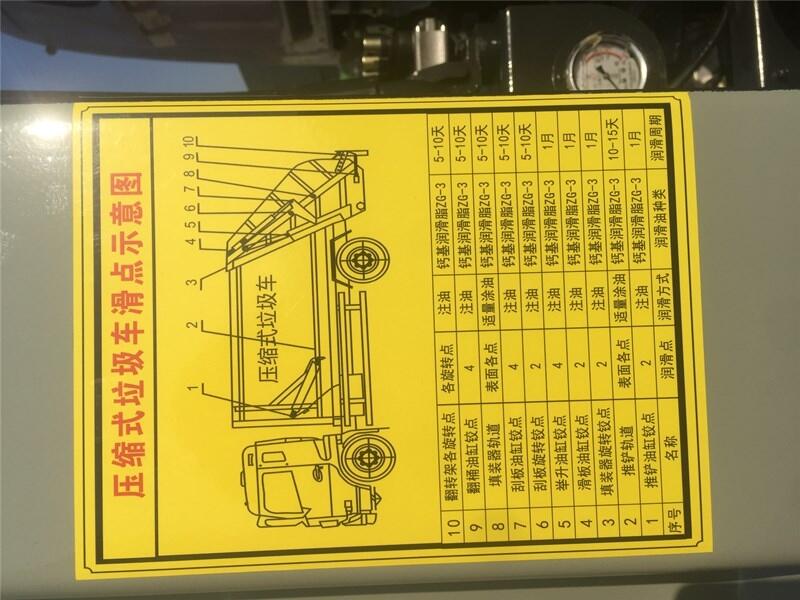 压缩式垃圾车滑点示意图
1 2 3 4 5 6 7 8 9 10
压缩式垃圾车
10 翻转架各旋转点 各旋转点 注油 钙基润滑脂ZG-3 5-10天
9 翻桶油缸铰点 4 注油 钙基润滑脂ZG-3 5-10天
8 填装器轨道 表面各点 适量涂油 钙基润滑脂ZG-3 5-10天
7 刮板油缸铰点 4 注油 钙基润滑脂ZG-3 5-10天
6 刮板旋转铰点 2 注油 钙基润滑脂ZG-3 5-10天
5 举升油缸铰点 4 注油 钙基润滑脂ZG-3 1月
4 滑板油缸铰点 2 注油 钙基润滑脂ZG-3 1月
3 填装器旋转铰点 2 注油 钙基润滑脂ZG-3 1月
2 推铲轨道 表面各点 适量涂油 钙基润滑脂ZG-3 10-15天
1 推铲油缸铰点 2 注油 钙基润滑脂ZG-3 1月
序号 名称 润滑点 润滑方式 润滑油种类 润滑周期